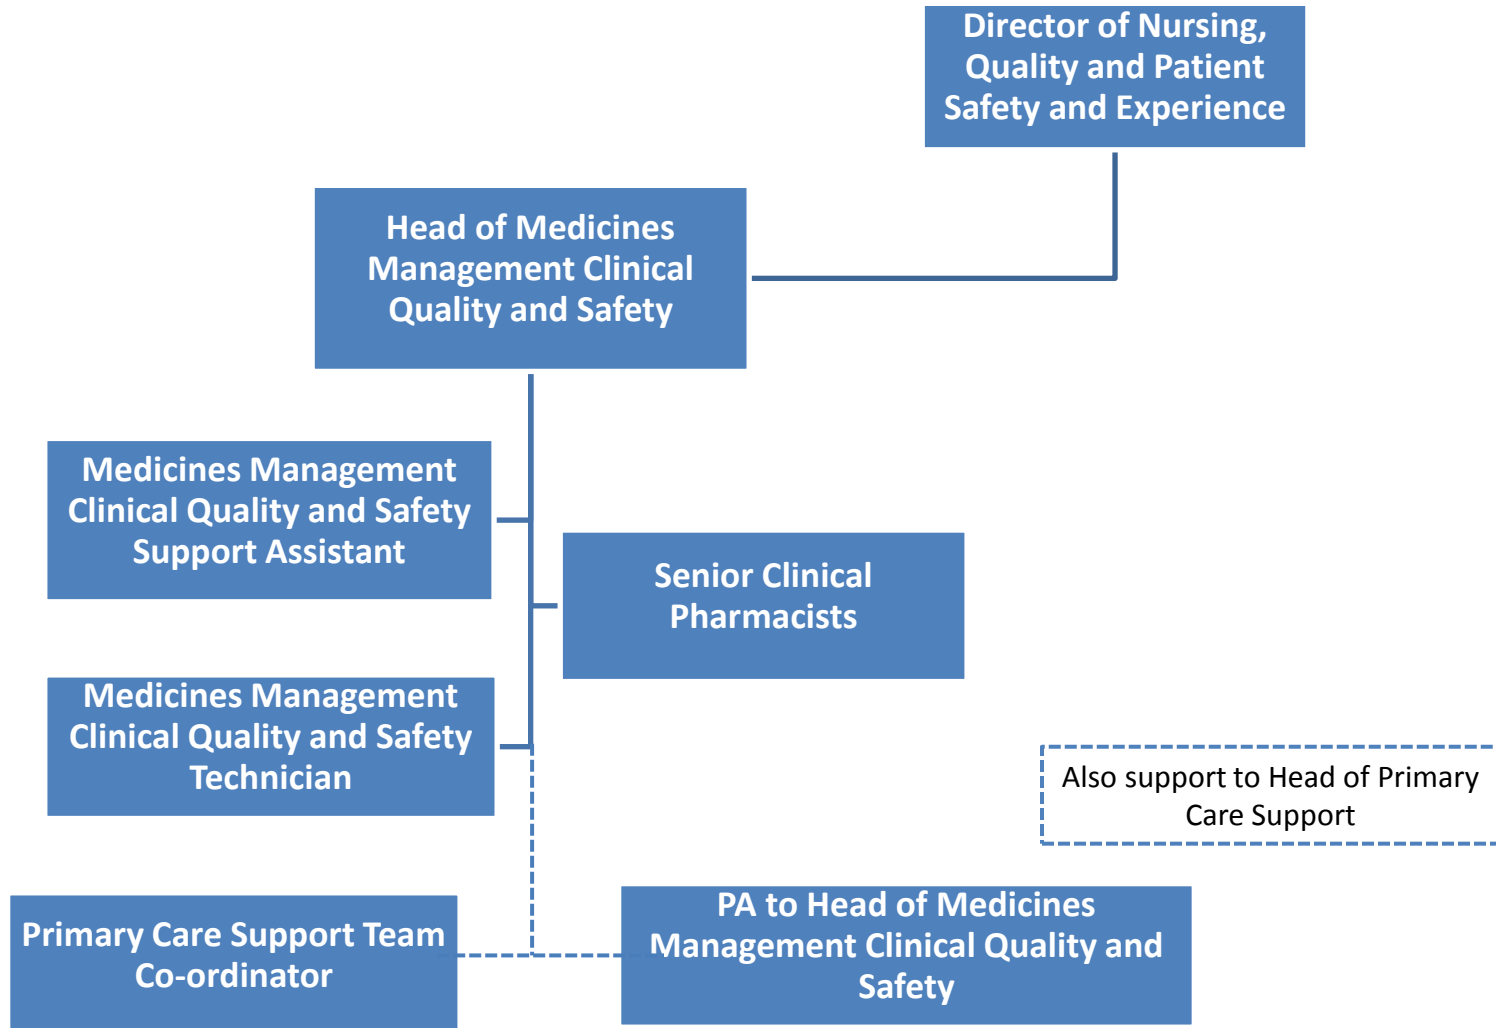 Director of Nursing,
Quality and Patient
Safety and Experience
Head of Medicines
Management Clinical
Quality and Safety
Medicines Management
Clinical Quality and Safety
Support Assistant
Senior Clinical
Pharmacists
Medicines Management
Clinical Quality and Safety
Technician
Also support to Head of Primary
Care Support
Primary Care Support Team
Co-ordinator
PA to Head of Medicines
Management Clinical Quality and
Safety